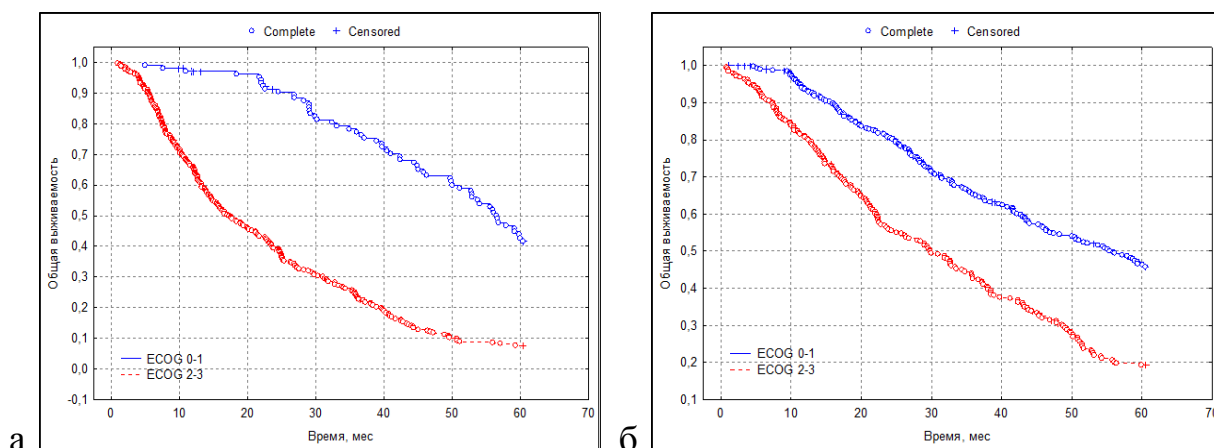 Complete Censored
1,0
0,9
0,8
0,7
0,6
0,5
0,4
0,3
0,2
0,1
0,0
-0,1
Общая выживаемость
ECOG 0-1
ECOG 2-3
0 10 20 30 40 50 60 70
Время, мес
а
Complete Censored
1,0
0,9
0,8
0,7
0,6
0,5
0,4
0,3
0,2
0,1
Общая выживаемость
ECOG 0-1
ECOG 2-3
0 10 20 30 40 50 60 70
Время, мес
б